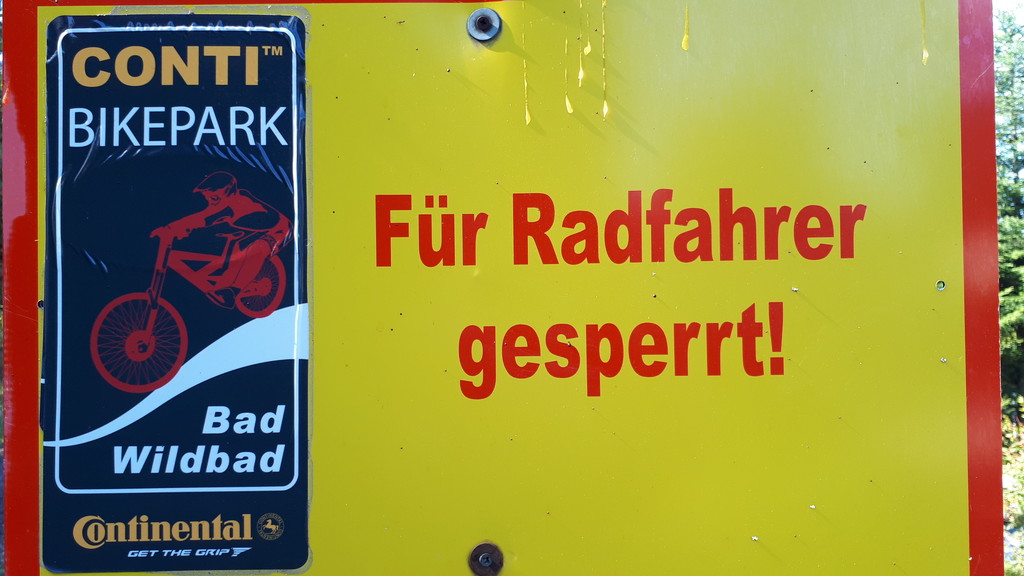 CONTI™
BIKEPARK
Bad
Wildbad
Continental
GET THE GRIP
Für Radfahrer
gesperrt!